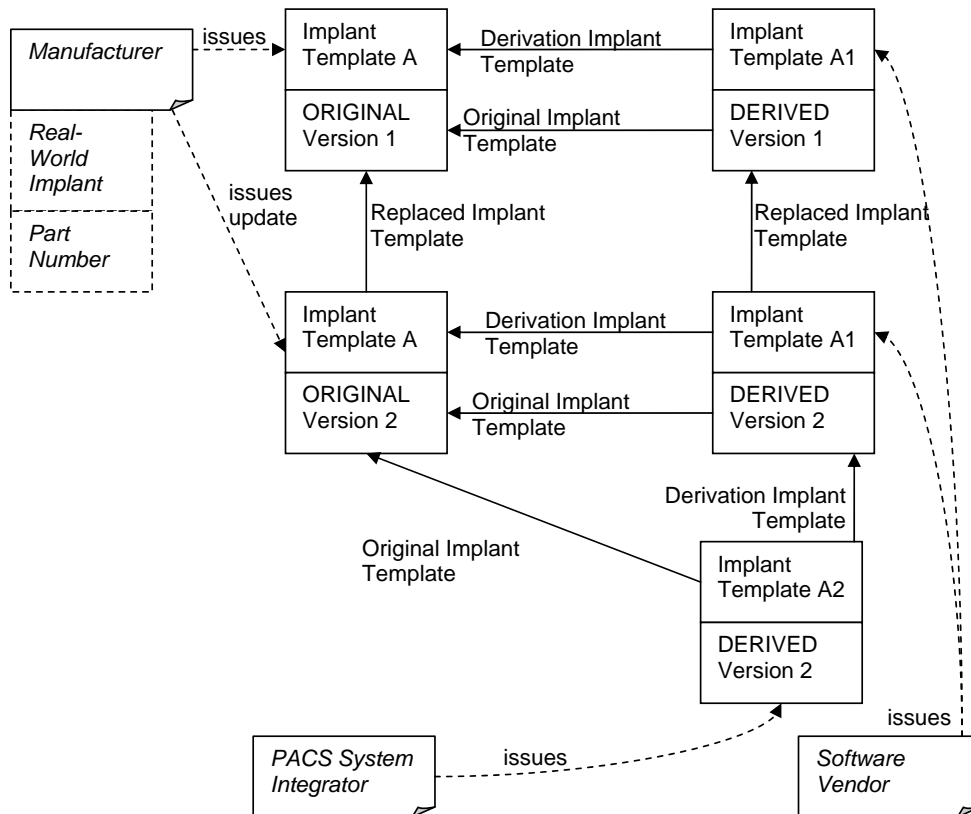 Manufacturer
Real-
World
Implant
Part
Number
issues
issues
update
Implant
Template A
ORIGINAL
Version 1
Derivation Implant
Template
Original Implant
Template
Implant
Template A1
DERIVED
Version 1
Replaced Implant
Template
Replaced Implant
Template
Implant
Template A
ORIGINAL
Version 2
Derivation Implant
Template
Original Implant
Template
Implant
Template A1
DERIVED
Version 2
Derivation Implant
Template
Original Implant
Template
Implant
Template A2
DERIVED
Version 2
PACS System
Integrator
issues
issues
Software
Vendor